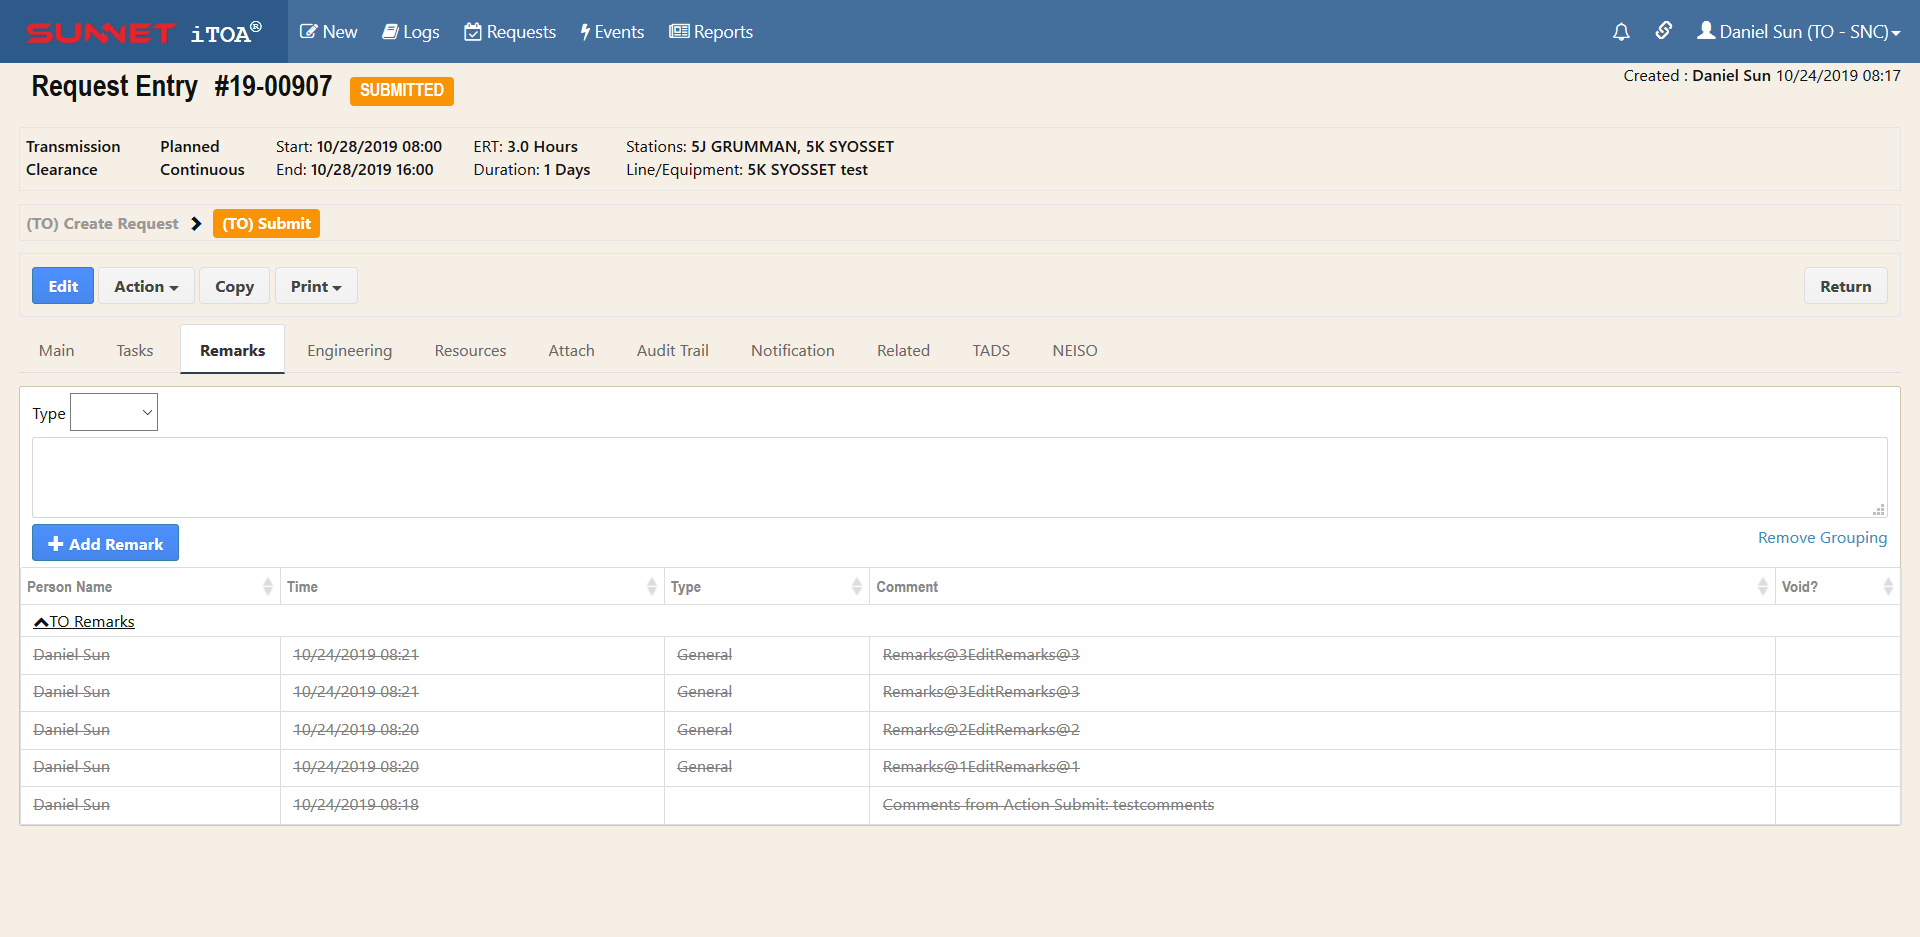 SUNNET iTOA® New Logs Requests Events Reports Daniel Sun (TO - SNC)
Request Entry #19-00907 SUBMITTED Created : Daniel Sun 10/24/2019 08:17
Transmission Planned Start: 10/28/2019 08:00 ERT: 3.0 Hours Stations: 5J GRUMMAN, 5K SYOSSET
Clearance Continuous End: 10/28/2019 16:00 Duration: 1 Days Line/Equipment: 5K SYOSSET test
(TO) Create Request (TO) Submit
Edit Action Copy Print Return
Main Tasks Remarks Engineering Resources Attach Audit Trail Notification Related TADS NEISO
Type
Add Remark Remove Grouping
Person Name Time Type Comment Void?
TO Remarks
Daniel Sun 10/24/2019 08:21 General Remarks@3EditRemarks@3
Daniel Sun 10/24/2019 08:21 General Remarks@3EditRemarks@3
Daniel Sun 10/24/2019 08:20 General Remarks@2EditRemarks@2
Daniel Sun 10/24/2019 08:20 General Remarks@1EditRemarks@1
Daniel Sun 10/24/2019 08:18 Comments from Action Submit: testcomments